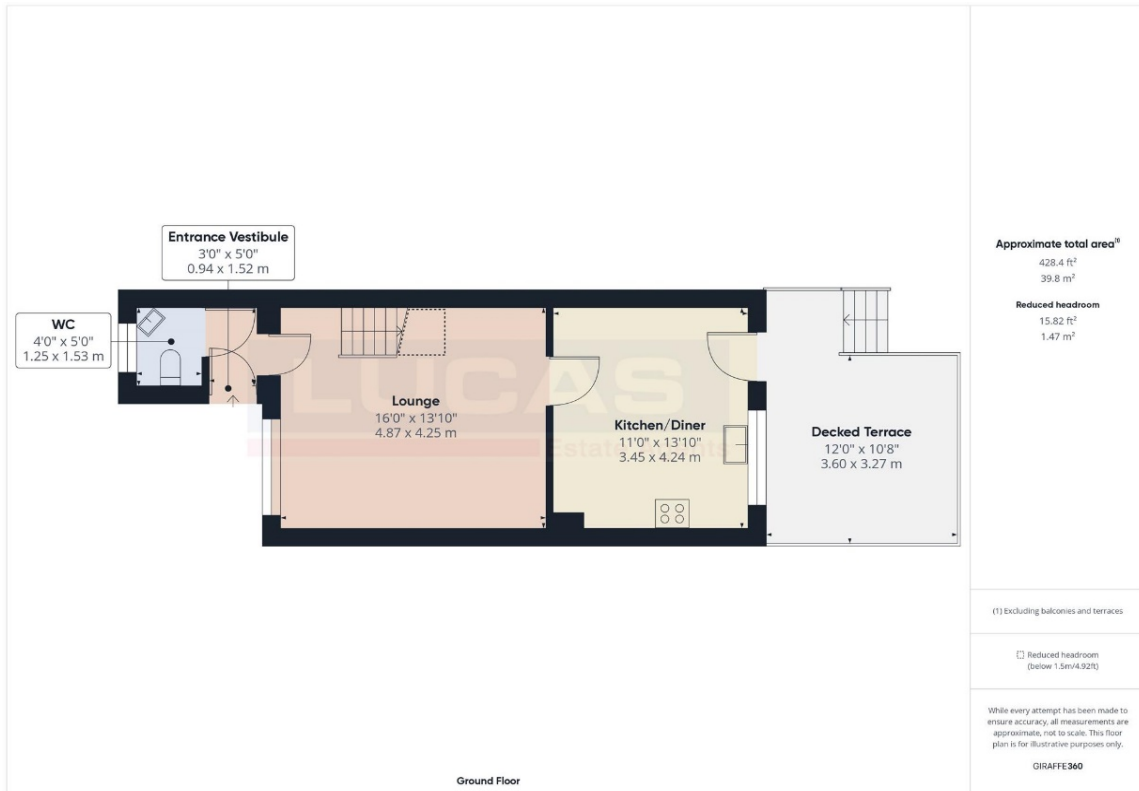 Entrance Vestibule
3'0" x 5'0"
0.94 x 1.52 m
WC
4'0" x 5'0"
1.25 x 1.53 m
LUCAS
Estate Agents
Lounge
16'0" x 13'10"
4.87 x 4.25 m
Kitchen/Diner
11'0" x 13'10"
3.45 x 4.24 m
Decked Terrace
12'0" x 10'8"
3.60 x 3.27 m
Ground Floor
Approximate total area(1)
428.4 ft²
39.8 m²
Reduced headroom
15.82 ft²
1.47 m²
(1) Excluding balconies and terraces
Reduced headroom
(below 1.5m/4.92ft)
While every attempt has been made to
ensure accuracy, all measurements are
approximate, not to scale. This floor
plan is for illustrative purposes only.
GIRAFFE360